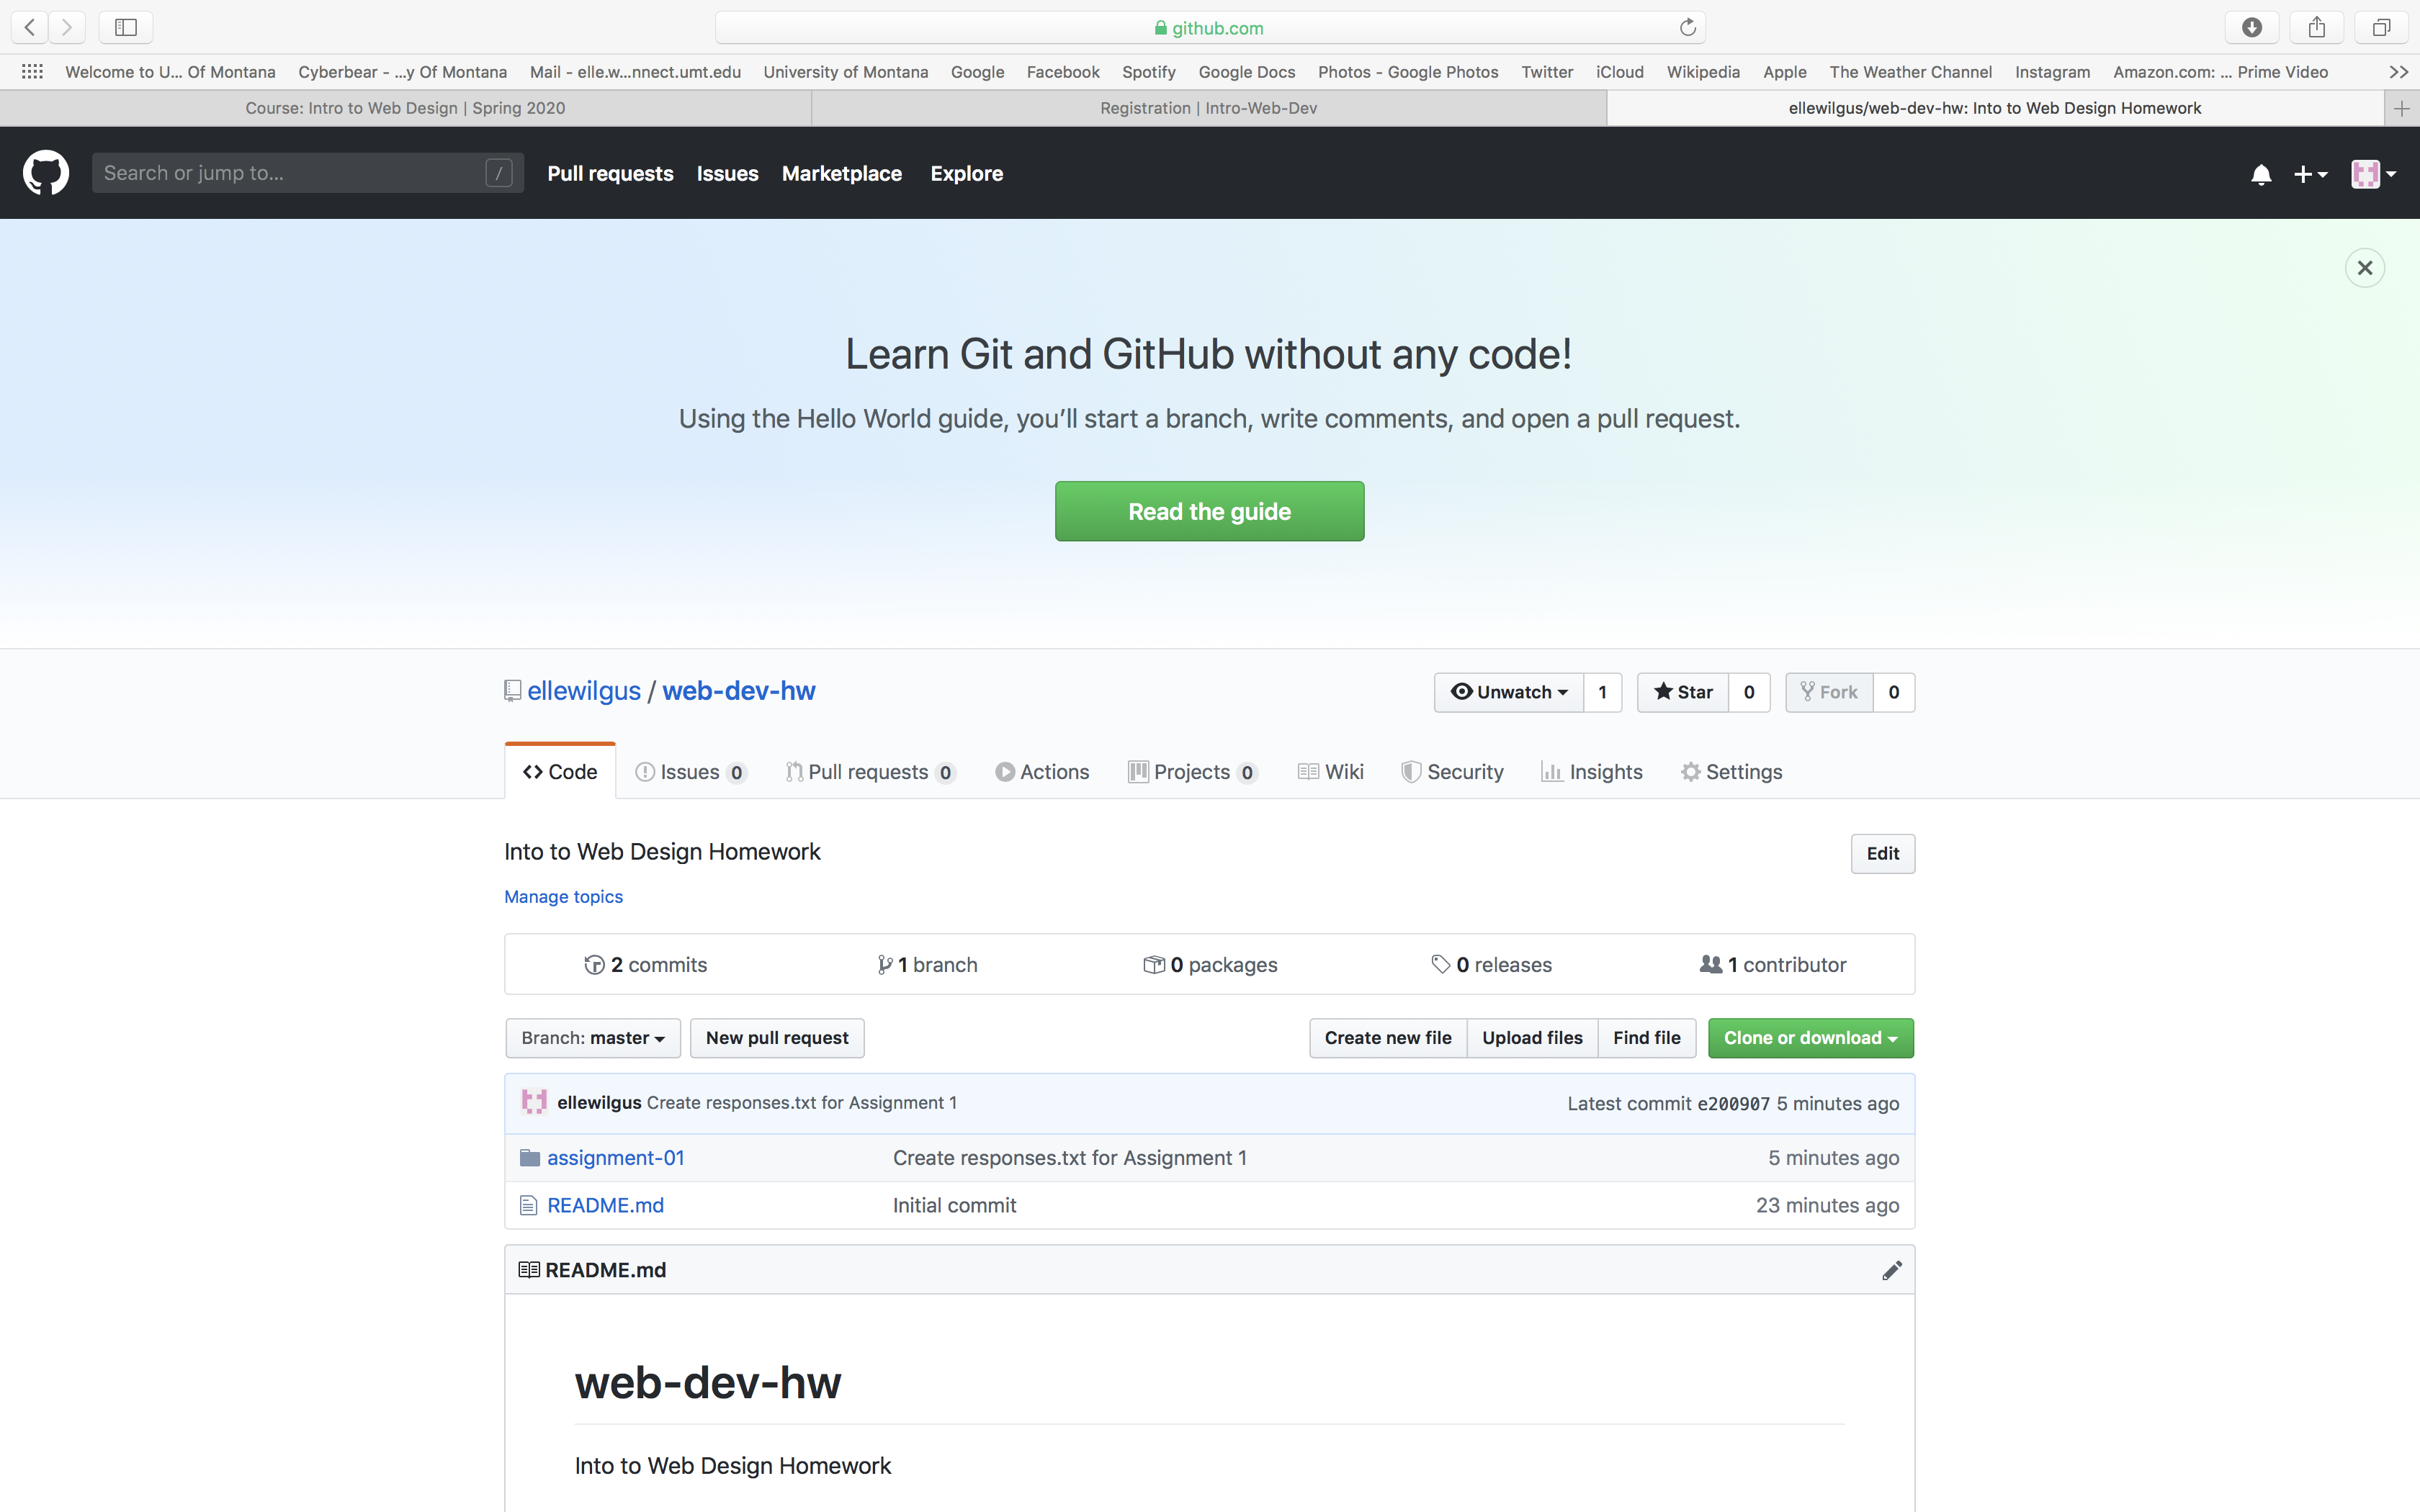 github.com
Welcome to U... Of Montana Cyberbear - ...y Of Montana Mail - elle.w...nnect.umt.edu University of Montana Google Facebook Spotify Google Docs Photos - Google Photos Twitter iCloud Wikipedia Apple The Weather Channel Instagram Amazon.com: ... Prime Video >>
Course: Intro to Web Design | Spring 2020 Registration | Intro-Web-Dev ellewilgus/web-dev-hw: Into to Web Design Homework +
Search or jump to... / Pull requests Issues Marketplace Explore
Learn Git and GitHub without any code!
Using the Hello World guide, you’ll start a branch, write comments, and open a pull request.
Read the guide
ellewilgus / web-dev-hw Unwatch 1 Star 0 Fork 0
Code Issues 0 Pull requests 0 Actions Projects 0 Wiki Security Insights Settings
Into to Web Design Homework Edit
Manage topics
2 commits 1 branch 0 packages 0 releases 1 contributor
Branch: master New pull request Create new file Upload files Find file Clone or download
ellewilgus Create responses.txt for Assignment 1 Latest commit e200907 5 minutes ago
assignment-01 Create responses.txt for Assignment 1 5 minutes ago
README.md Initial commit 23 minutes ago
README.md
web-dev-hw
Into to Web Design Homework